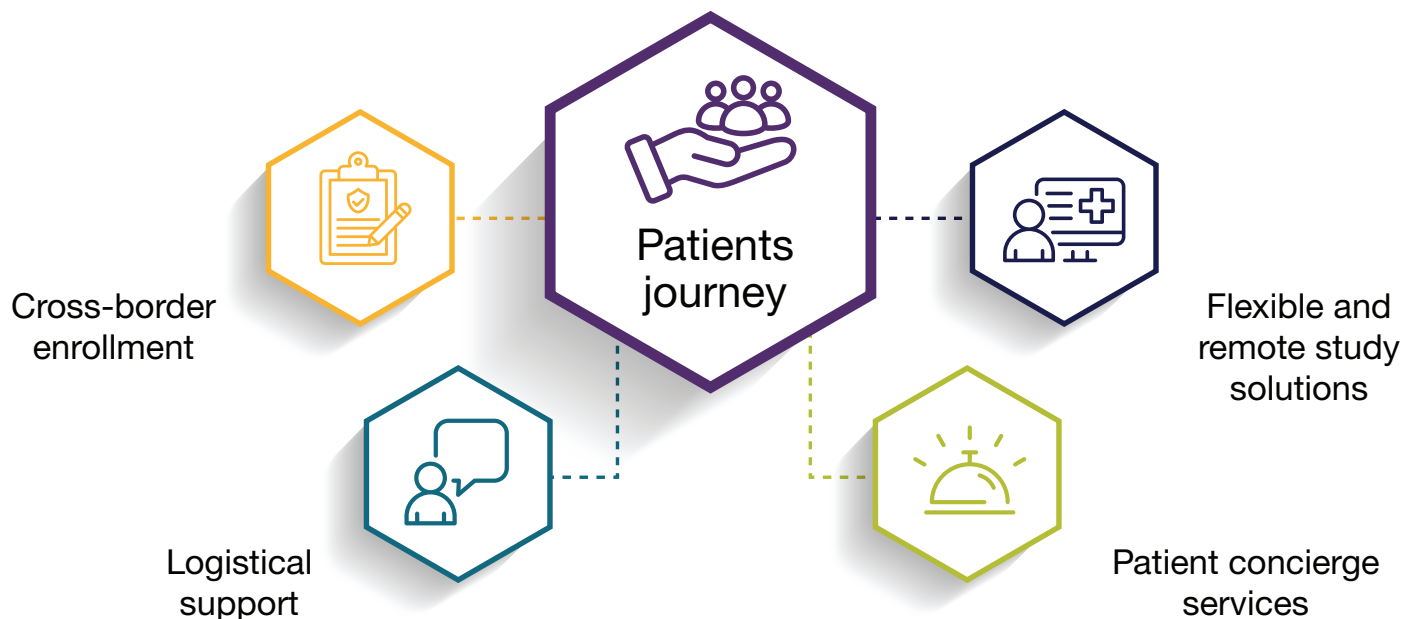 Patients
journey
Cross-border
enrollment
Flexible and
remote study
solutions
Logistical
support
Patient concierge
services